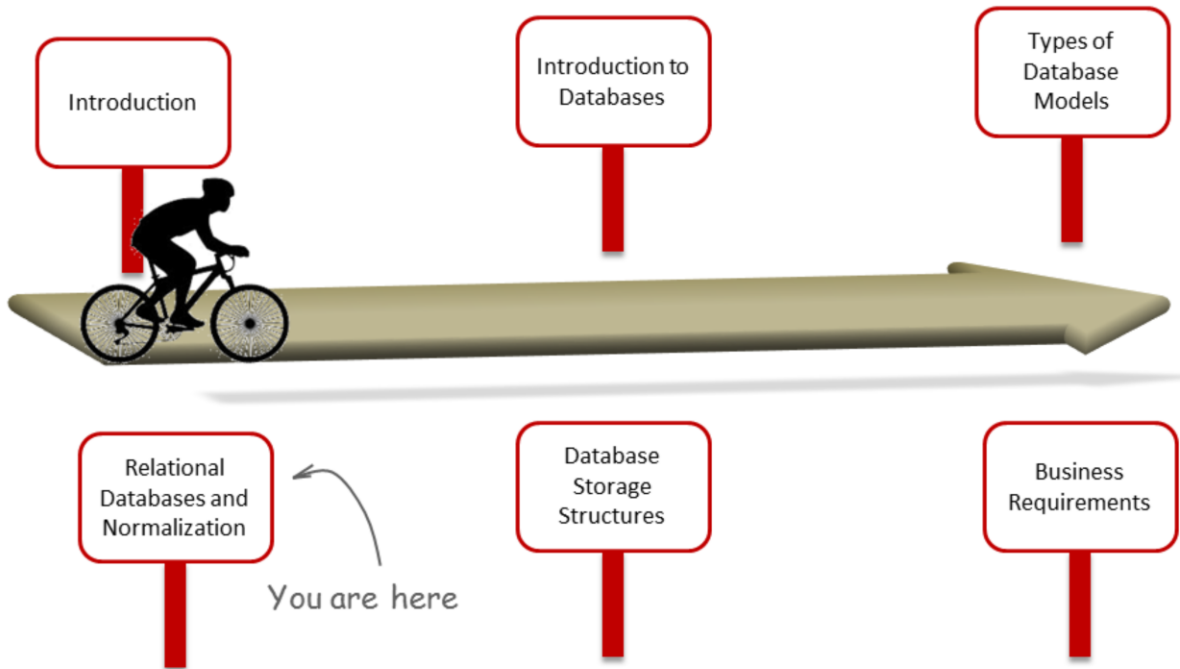 Introduction
Introduction to
Databases
Types of
Database
Models
Relational
Databases and
Normalization
You are here
Database
Storage
Structures
Business
Requirements